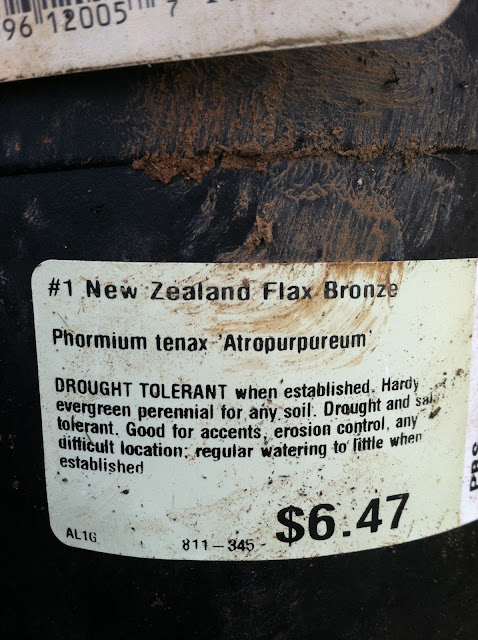 96 12005 7
#1 New Zealand Flax Bronze
Phormium tenax 'Atropurpureum'
DROUGHT TOLERANT when established. Hardy
evergreen perennial for any soil. Drought and
tolerant. Good for accents, erosion control, any
difficult location; regular watering to little when
established
$6.47
AL1G 811-345